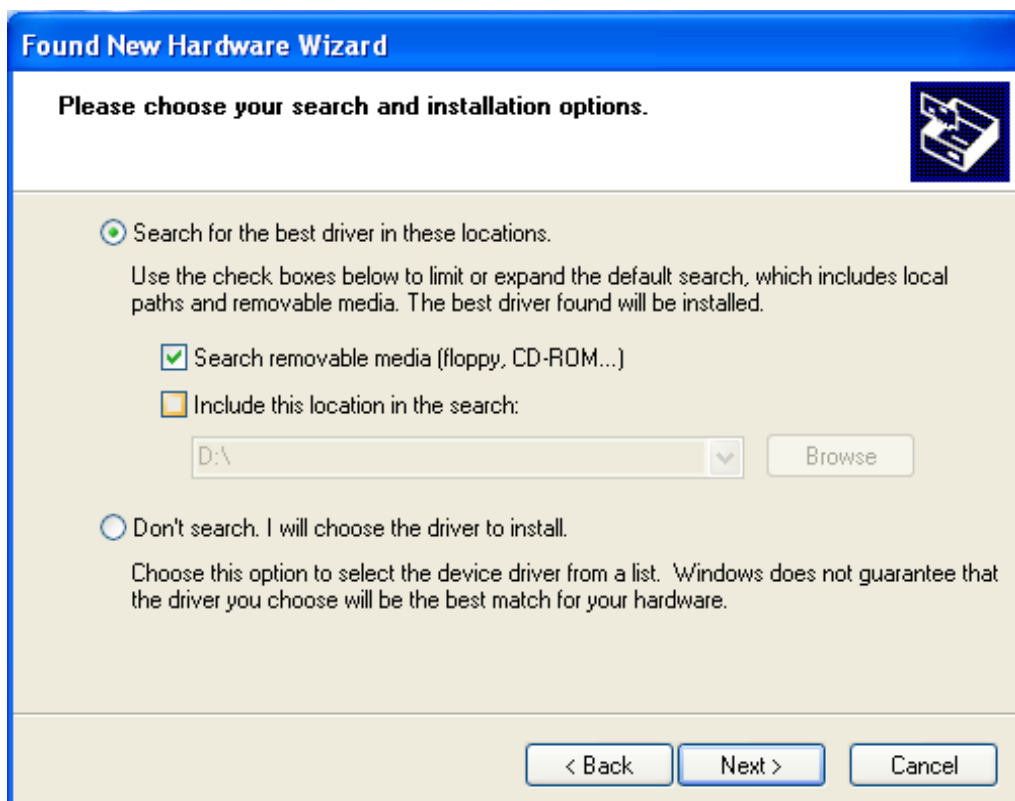 Found New Hardware Wizard
Please choose your search and installation options.
Search for the best driver in these locations.
Use the check boxes below to limit or expand the default search, which includes local
paths and removable media. The best driver found will be installed.
Search removable media (floppy, CD-ROM...)
Include this location in the search:
D:\
Browse
Don't search. I will choose the driver to install.
Choose this option to select the device driver from a list.  Windows does not guarantee that
the driver you choose will be the best match for your hardware.
< Back
Next >
Cancel